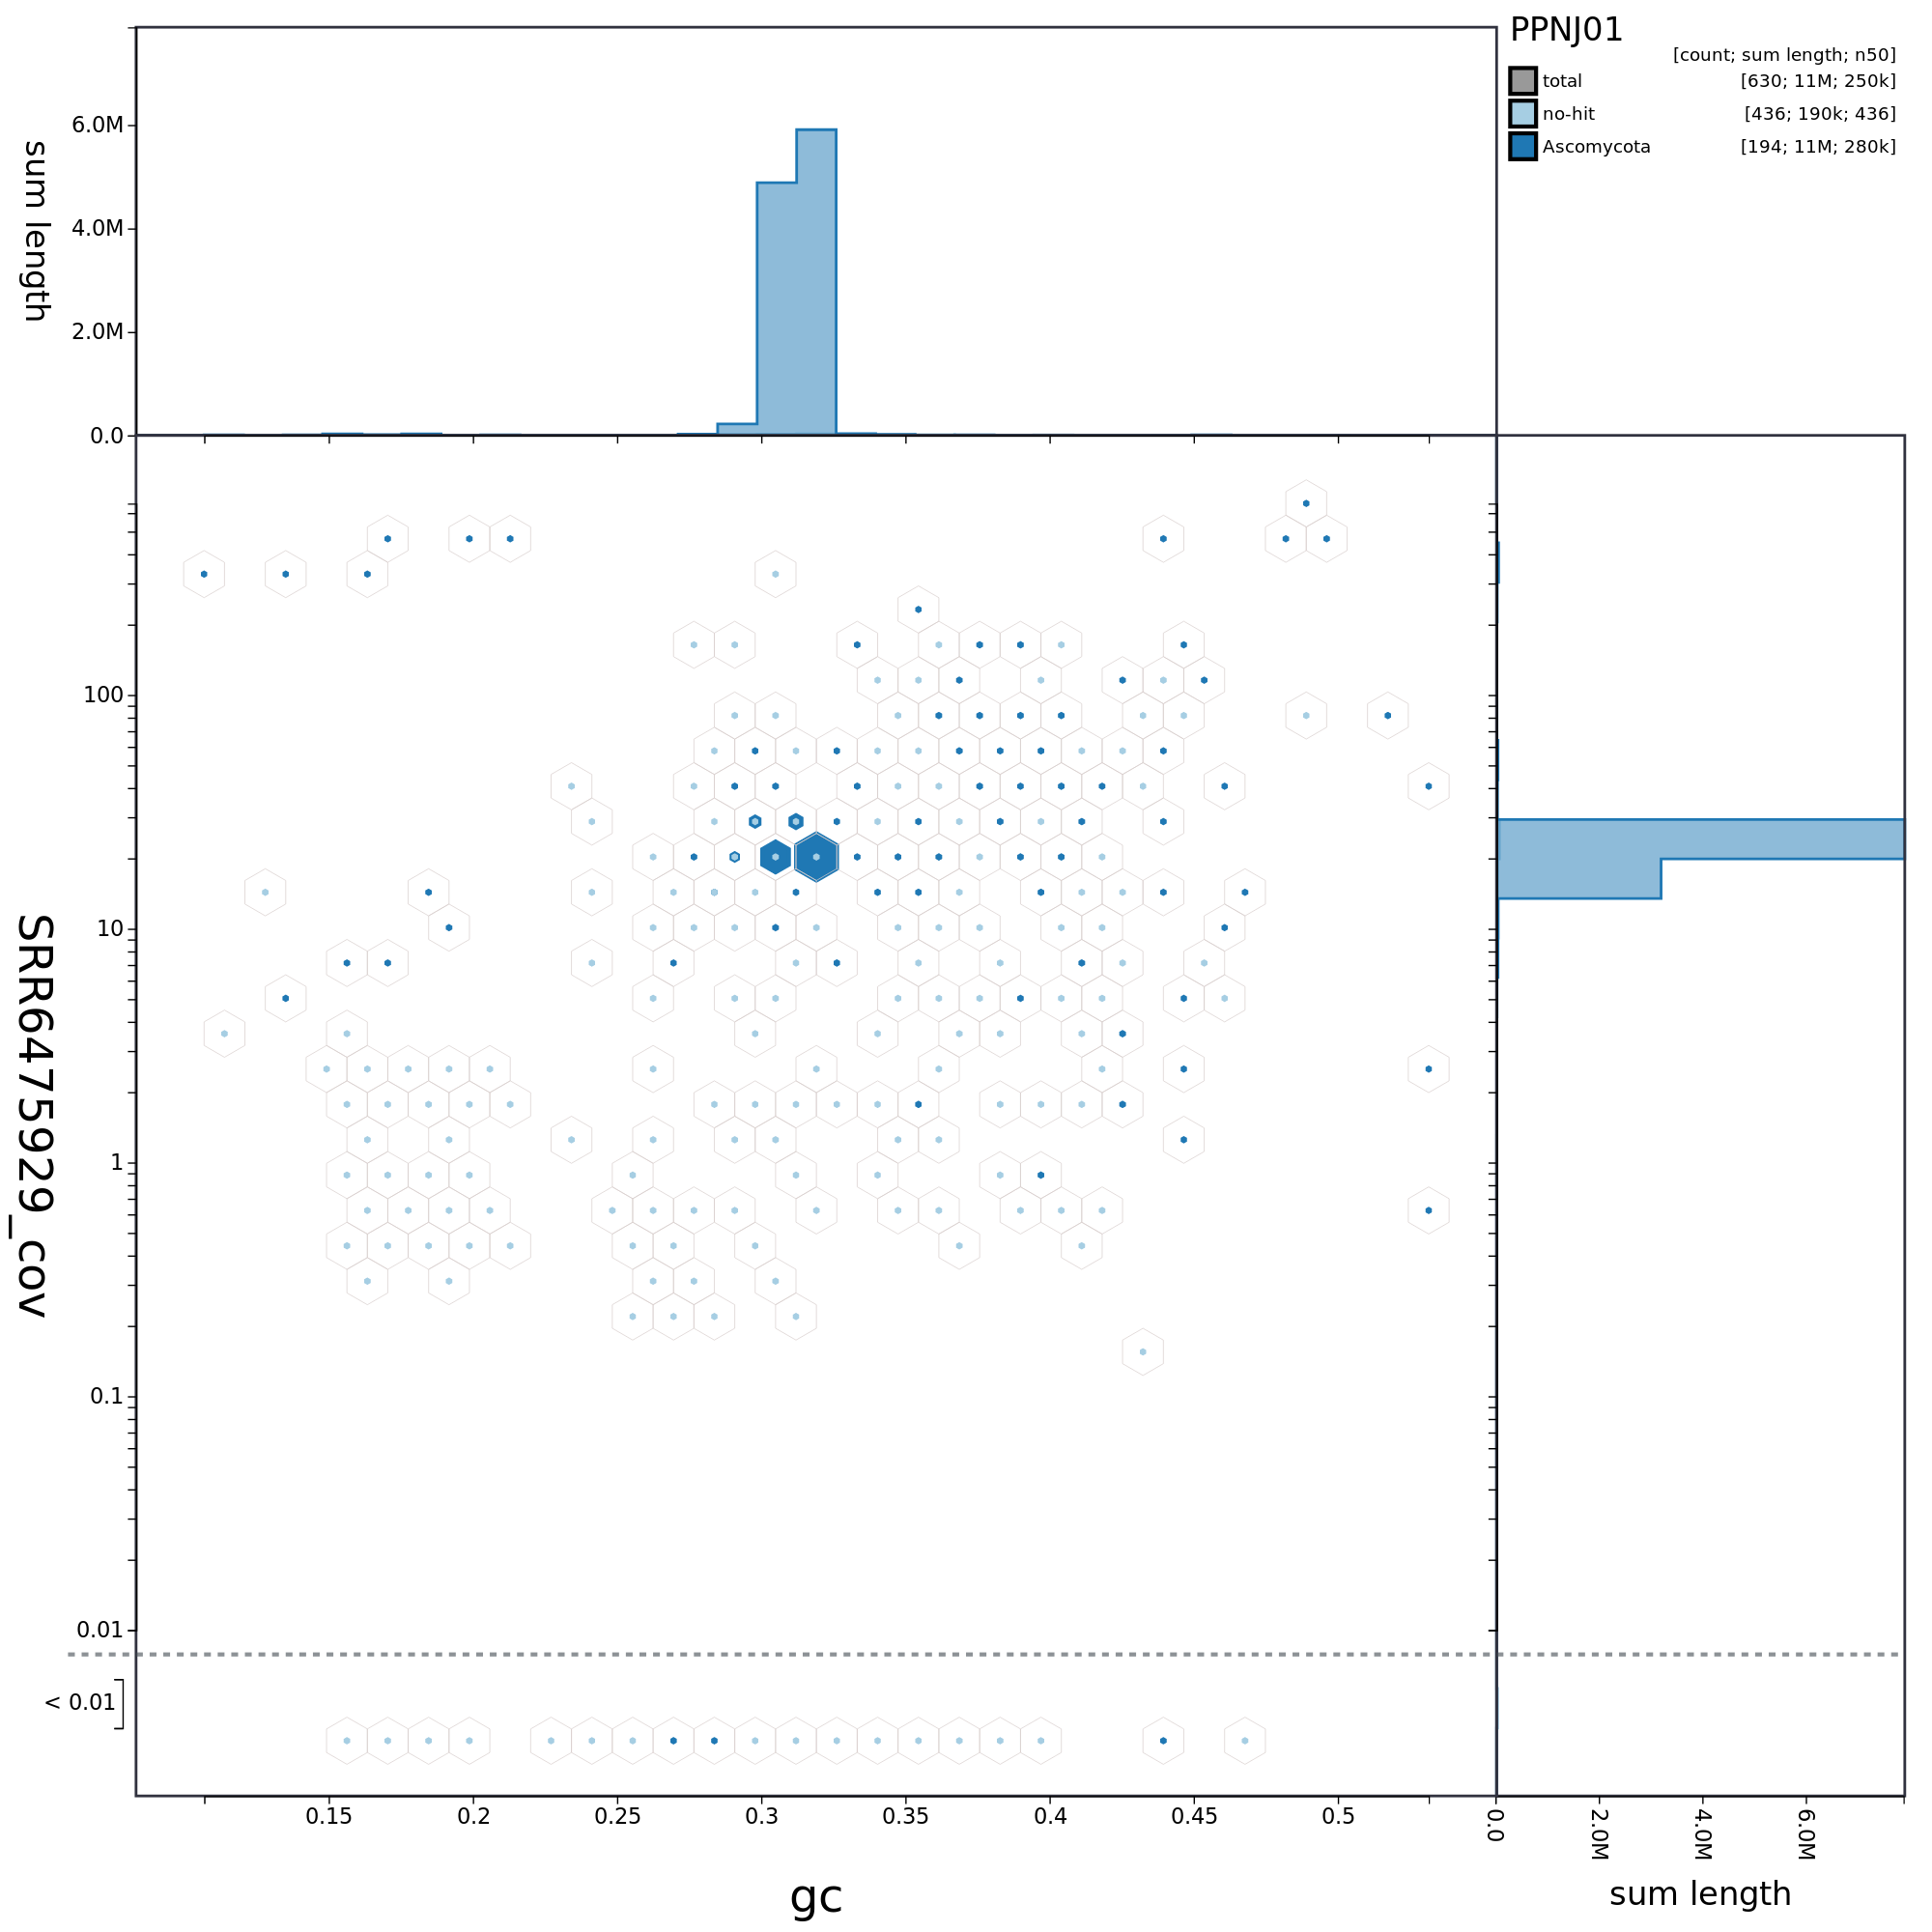 PPNJ01
[count; sum length; n50]
total [630; 11M; 250k]
no-hit [436; 190k; 436]
Ascomycota [194; 11M; 280k]
sum length
6.0M
4.0M
2.0M
0.0
SRR6475929_cov
100
10
1
0.1
0.01
< 0.01
0.15 0.2 0.25 0.3 0.35 0.4 0.45 0.5
gc
0.0 2.0M 4.0M 6.0M
sum length